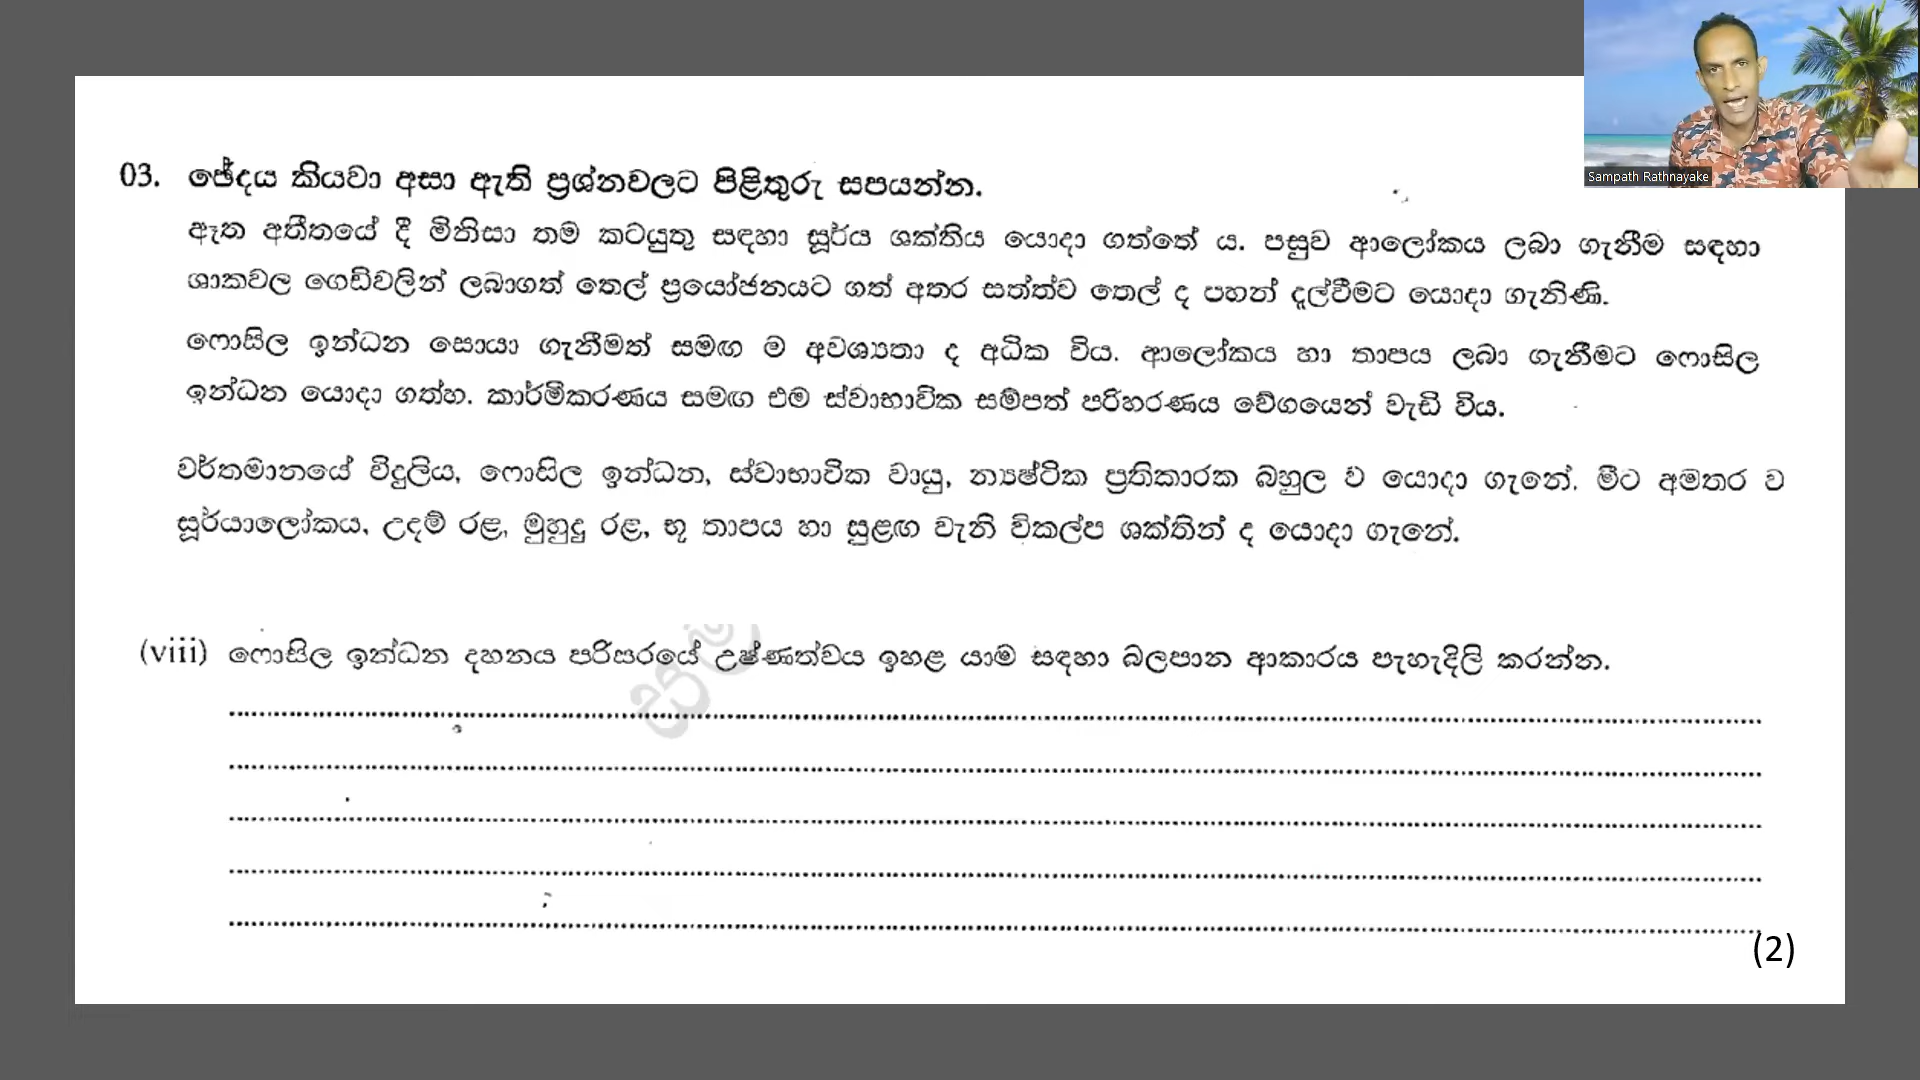 Sampath Rathnayake
03. ඡේදය කියවා අසා ඇති ප්‍රශ්නවලට පිළිතුරු සපයන්න.
ඈත අතීතයේ දී මිනිසා තම කටයුතු සඳහා සූර්ය ශක්තිය යොදා ගත්තේ ය. පසුව ආලෝකය ලබා ගැනීම සඳහා
ශාකවල ගෙඩිවලින් ලබාගත් තෙල් ප්‍රයෝජනයට ගත් අතර සත්ත්ව තෙල් ද පහන් දැල්වීමට යොදා ගැනිණි.
ෆොසිල ඉන්ධන සොයා ගැනීමත් සමඟ ම අවශ්‍යතා ද අධික විය. ආලෝකය හා තාපය ලබා ගැනීමට ෆොසිල
ඉන්ධන යොදා ගත්හ. කාර්මීකරණය සමඟ එම ස්වාභාවික සම්පත් පරිහරණය වේගයෙන් වැඩි විය.
වර්තමානයේ විදුලිය, ෆොසිල ඉන්ධන, ස්වාභාවික වායු, න්‍යෂ්ටික ප්‍රතිකාරක බහුල ව යොදා ගැනේ. මීට අමතර ව
සූර්යාලෝකය, උදම් රළ, මුහුදු රළ, භූ තාපය හා සුළඟ වැනි විකල්ප ශක්තීන් ද යොදා ගැනේ.
(viii) ෆොසිල ඉන්ධන දහනය පරිසරයේ උෂ්ණත්වය ඉහළ යාම සඳහා බලපාන ආකාරය පැහැදිලි කරන්න.
(2)